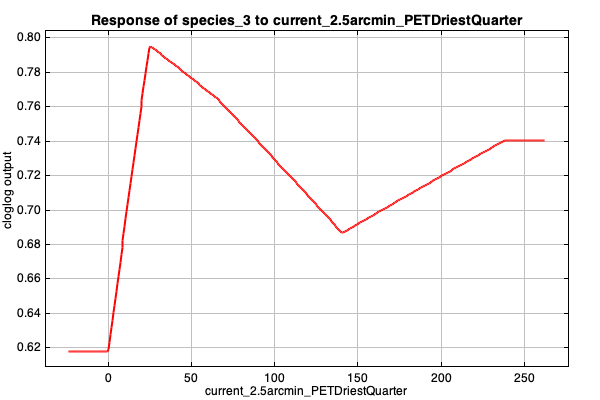 Response of species_3 to current_2.5arcmin_PETDriestQuarter
0.80
0.78
0.76
0.74
0.72
0.70
0.68
0.66
0.64
0.62
cloglog output
0 50 100 150 200 250
current_2.5arcmin_PETDriestQuarter